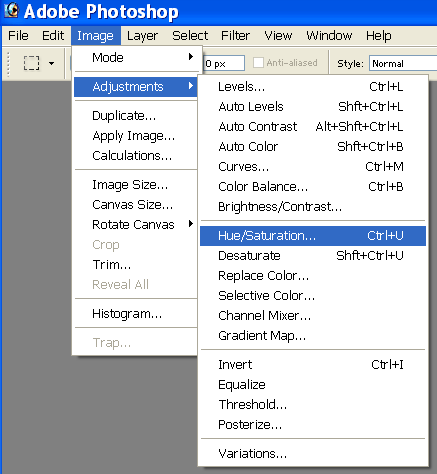 Adobe Photoshop
File Edit Image Layer Select Filter View Window Help
0 px Anti-aliased Style: Normal
Mode
Adjustments
Duplicate...
Apply Image...
Calculations...
Image Size...
Canvas Size...
Rotate Canvas
Crop
Trim...
Reveal All
Histogram...
Trap...
Levels... Ctrl+L
Auto Levels Shft+Ctrl+L
Auto Contrast Alt+Shft+Ctrl+L
Auto Color Shft+Ctrl+B
Curves... Ctrl+M
Color Balance... Ctrl+B
Brightness/Contrast...
Hue/Saturation... Ctrl+U
Desaturate Shft+Ctrl+U
Replace Color...
Selective Color...
Channel Mixer...
Gradient Map...
Invert Ctrl+I
Equalize
Threshold...
Posterize...
Variations...